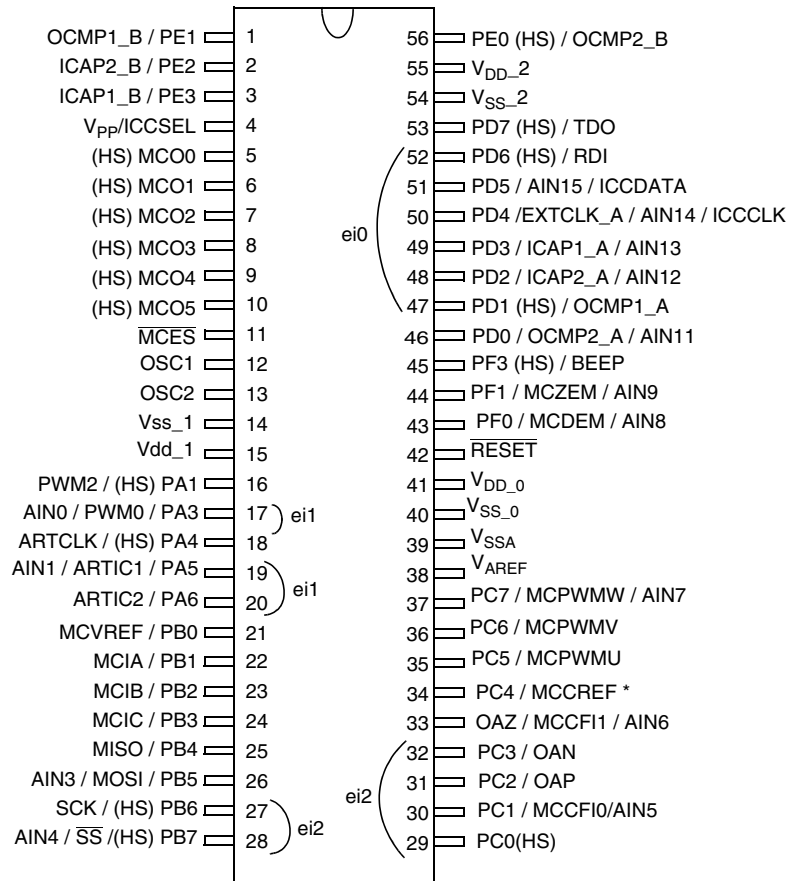 OCMP1_B / PE1 1
ICAP2_B / PE2 2
ICAP1_B / PE3 3
VPP/ICCSEL 4
(HS) MCO0 5
(HS) MCO1 6
(HS) MCO2 7
(HS) MCO3 8
(HS) MCO4 9
(HS) MCO5 10
MCES 11
OSC1 12
OSC2 13
Vss_1 14
Vdd_1 15
PWM2 / (HS) PA1 16
AIN0 / PWM0 / PA3 17
ei1
ARTCLK / (HS) PA4 18
AIN1 / ARTIC1 / PA5 19
ei1
ARTIC2 / PA6 20
MCVREF / PB0 21
MCIA / PB1 22
MCIB / PB2 23
MCIC / PB3 24
MISO / PB4 25
AIN3 / MOSI / PB5 26
SCK / (HS) PB6 27
ei2
AIN4 / SS /(HS) PB7 28
56 PE0 (HS) / OCMP2_B
55 VDD_2
54 VSS_2
53 PD7 (HS) / TDO
52 PD6 (HS) / RDI
51 PD5 / AIN15 / ICCDATA
50 PD4 /EXTCLK_A / AIN14 / ICCCLK
ei0
49 PD3 / ICAP1_A / AIN13
48 PD2 / ICAP2_A / AIN12
47 PD1 (HS) / OCMP1_A
46 PD0 / OCMP2_A / AIN11
45 PF3 (HS) / BEEP
44 PF1 / MCZEM / AIN9
43 PF0 / MCDEM / AIN8
42 RESET
41 VDD_0
40 VSS_0
39 VSSA
38 VAREF
37 PC7 / MCPWMW / AIN7
36 PC6 / MCPWMV
35 PC5 / MCPWMU
34 PC4 / MCCREF *
33 OAZ / MCCFI1 / AIN6
32 PC3 / OAN
31 PC2 / OAP
ei2
30 PC1 / MCCFI0/AIN5
29 PC0(HS)